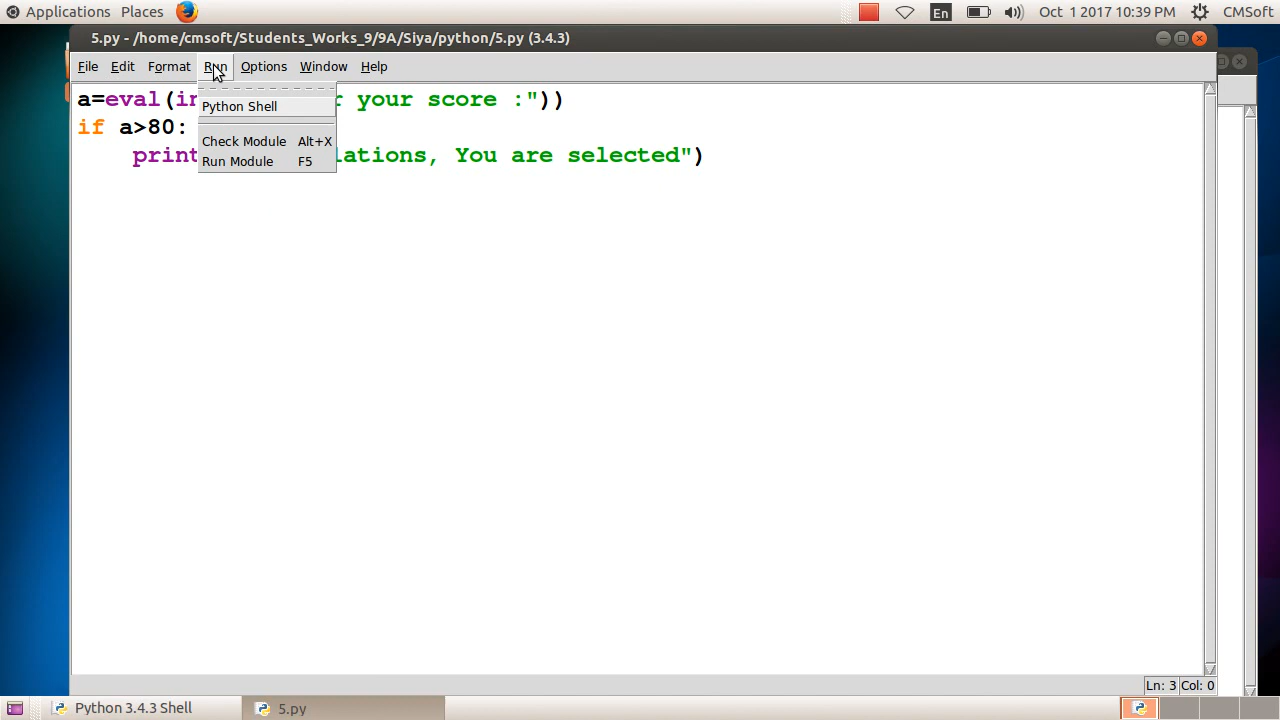 Applications Places En Oct 1 2017 10:39 PM CMSoft
5.py - /home/cmsoft/Students_Works_9/9A/Siya/python/5.py (3.4.3)
File Edit Format Run Options Window Help
a=eval(in r your score :"))
Python Shell
if a>80:
Check Module Alt+X
print lations, You are selected")
Run Module F5
Ln: 3 Col: 0
Python 3.4.3 Shell 5.py